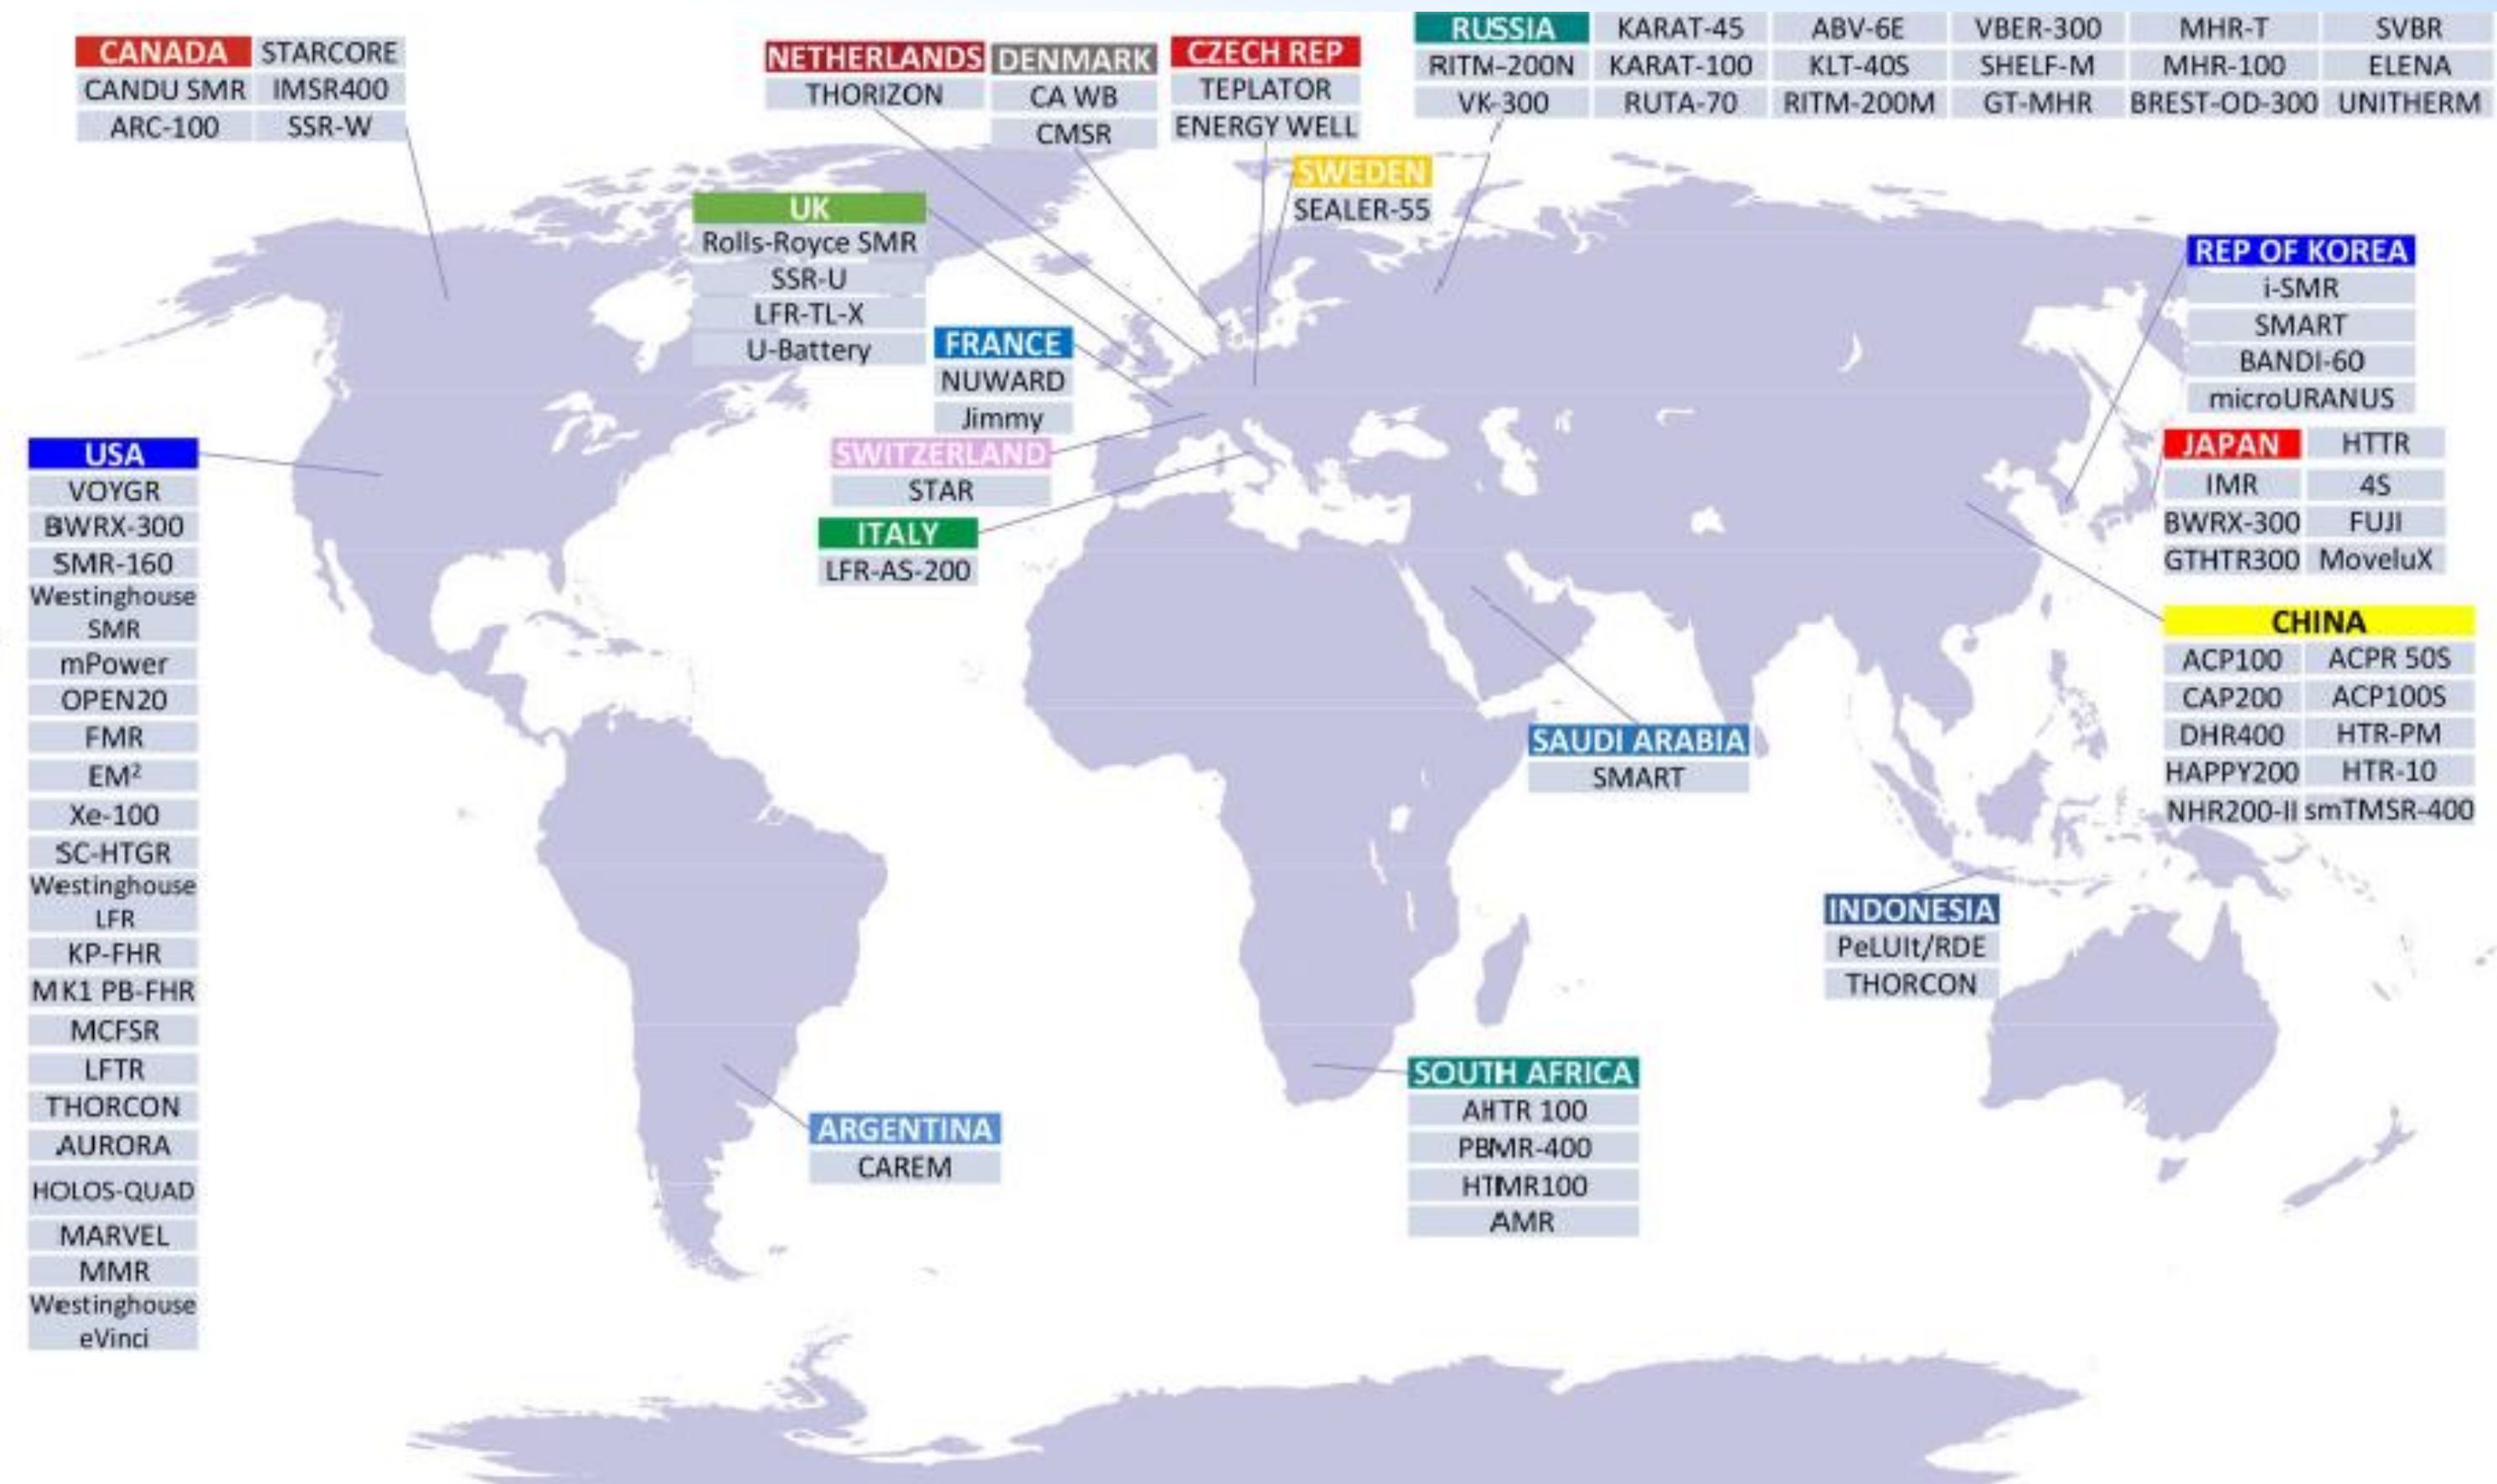 CANADA STARCORE
CANDU SMR IMSR400
ARC-100 SSR-W
NETHERLANDS
THORIZON
DENMARK
CA WB
CMSR
CZECH REP
TEPLATOR
ENERGY WELL
RUSSIA KARAT-45 ABV-6E VBER-300 MHR-T SVBR
RITM-200N KARAT-100 KLT-40S SHELF-M MHR-100 ELENA
VK-300 RUTA-70 RITM-200M GT-MHR BREST-OD-300 UNITHERM
SWEDEN
SEALER-55
UK
Rolls-Royce SMR
SSR-U
LFR-TL-X
U-Battery
FRANCE
NUWARD
Jimmy
SWITZERLAND
STAR
ITALY
LFR-AS-200
REP OF KOREA
i-SMR
SMART
BANDI-60
microURANUS
JAPAN HTTR
IMR 4S
BWRX-300 FUJI
GTHTR300 MoveluX
CHINA
ACP100 ACPR 50S
CAP200 ACP100S
DHR400 HTR-PM
HAPPY200 HTR-10
NHR200-II smTMSR-400
USA
VOYGR
BWRX-300
SMR-160
Westinghouse
SMR
mPower
OPEN20
FMR
EM²
Xe-100
SC-HTGR
Westinghouse
LFR
KP-FHR
MK1 PB-FHR
MCFSR
LFTR
THORCON
AURORA
HOLOS-QUAD
MARVEL
MMR
Westinghouse
eVinci
SAUDI ARABIA
SMART
INDONESIA
PeLUIt/RDE
THORCON
SOUTH AFRICA
AHTR 100
PBMR-400
HTMR100
AMR
ARGENTINA
CAREM